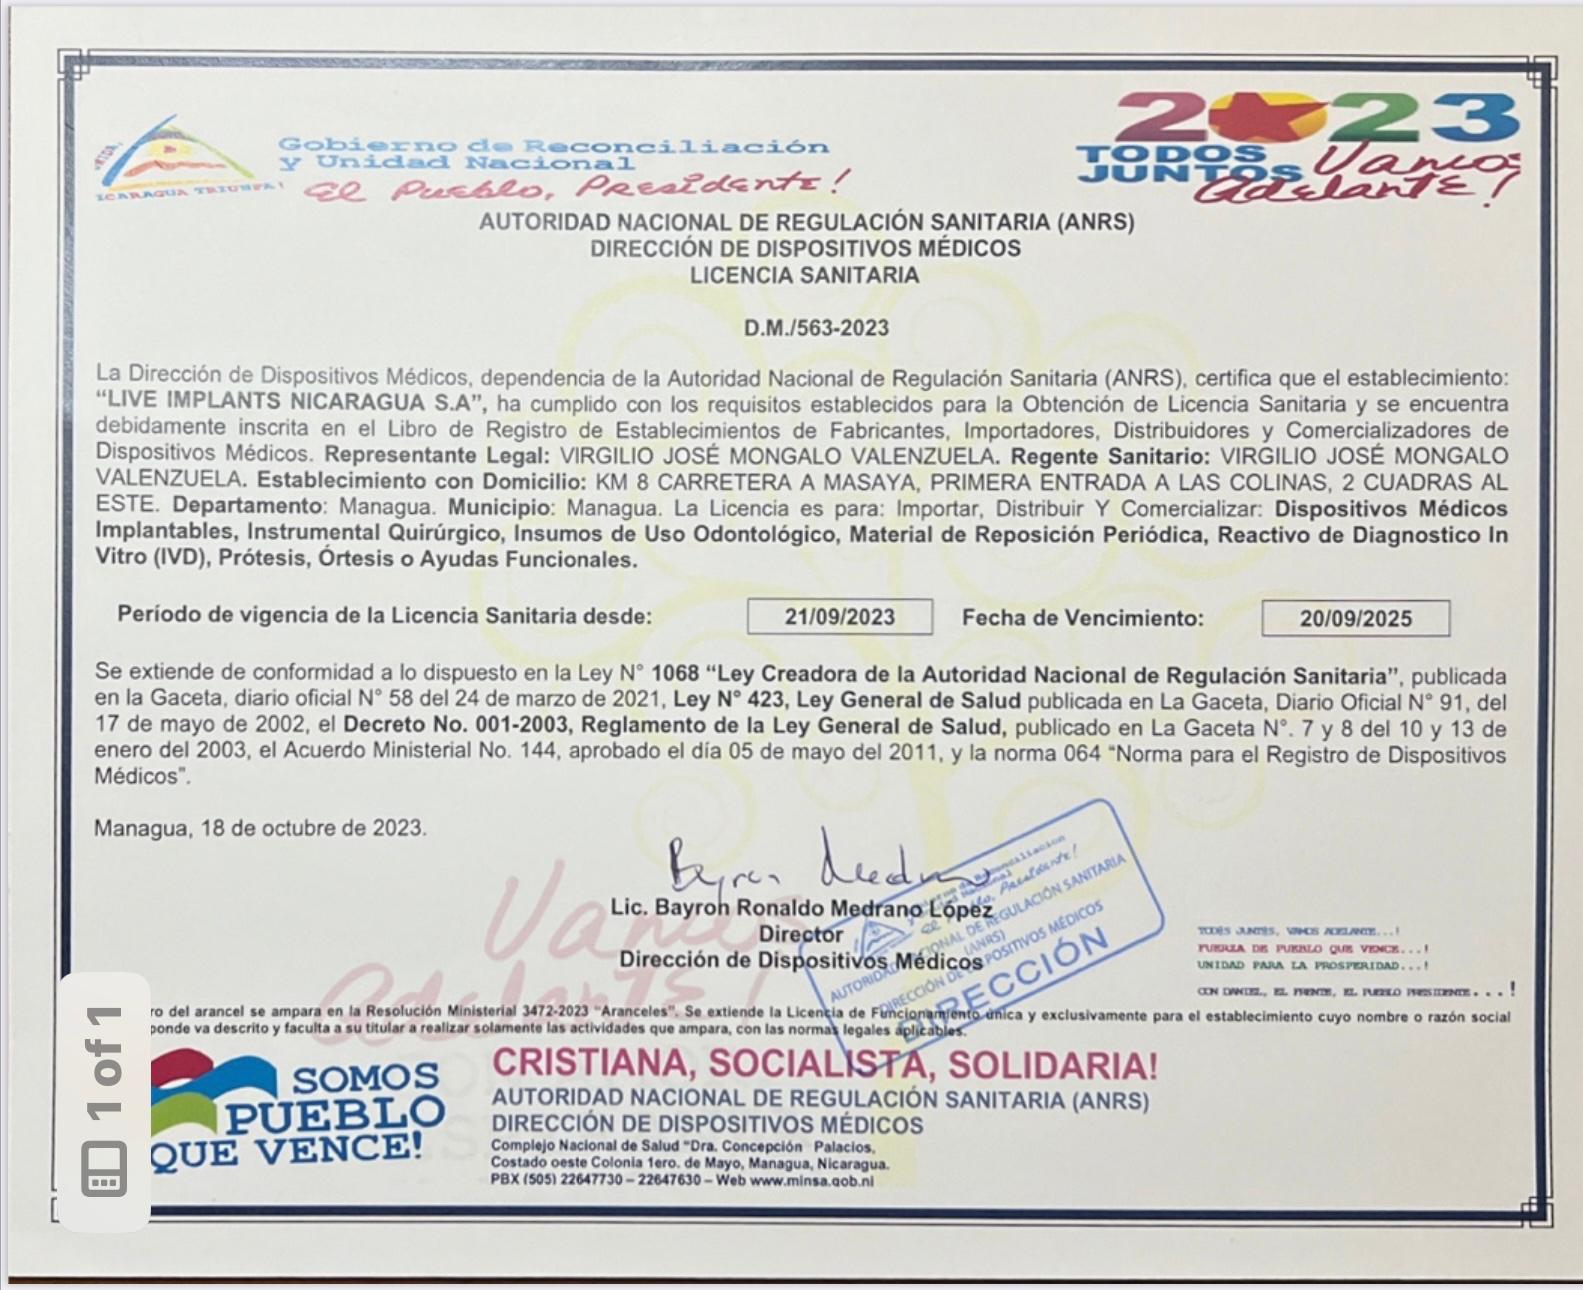 Gobierno de Reconciliación
y Unidad Nacional
El Pueblo, Presidente!
NICARAGUA TRIUNFA!
2023
TODOS
JUNTOS Vamos
Adelante!
AUTORIDAD NACIONAL DE REGULACIÓN SANITARIA (ANRS)
DIRECCIÓN DE DISPOSITIVOS MÉDICOS
LICENCIA SANITARIA
D.M./563-2023
La Dirección de Dispositivos Médicos, dependencia de la Autoridad Nacional de Regulación Sanitaria (ANRS), certifica que el establecimiento:
“LIVE IMPLANTS NICARAGUA S.A”, ha cumplido con los requisitos establecidos para la Obtención de Licencia Sanitaria y se encuentra
debidamente inscrita en el Libro de Registro de Establecimientos de Fabricantes, Importadores, Distribuidores y Comercializadores de
Dispositivos Médicos. Representante Legal: VIRGILIO JOSÉ MONGALO VALENZUELA. Regente Sanitario: VIRGILIO JOSÉ MONGALO
VALENZUELA. Establecimiento con Domicilio: KM 8 CARRETERA A MASAYA, PRIMERA ENTRADA A LAS COLINAS, 2 CUADRAS AL
ESTE. Departamento: Managua. Municipio: Managua. La Licencia es para: Importar, Distribuir Y Comercializar: Dispositivos Médicos
Implantables, Instrumental Quirúrgico, Insumos de Uso Odontológico, Material de Reposición Periódica, Reactivo de Diagnostico In
Vitro (IVD), Prótesis, Órtesis o Ayudas Funcionales.
Período de vigencia de la Licencia Sanitaria desde: 21/09/2023 Fecha de Vencimiento: 20/09/2025
Se extiende de conformidad a lo dispuesto en la Ley N° 1068 “Ley Creadora de la Autoridad Nacional de Regulación Sanitaria”, publicada
en la Gaceta, diario oficial N° 58 del 24 de marzo de 2021, Ley N° 423, Ley General de Salud publicada en La Gaceta, Diario Oficial N° 91, del
17 de mayo de 2002, el Decreto No. 001-2003, Reglamento de la Ley General de Salud, publicado en La Gaceta N°. 7 y 8 del 10 y 13 de
enero del 2003, el Acuerdo Ministerial No. 144, aprobado el día 05 de mayo del 2011, y la norma 064 “Norma para el Registro de Dispositivos
Médicos”.
Managua, 18 de octubre de 2023.
Bayron Medrano
Lic. Bayron Ronaldo Medrano López
Director
Dirección de Dispositivos Médicos
El Pueblo, Presidente!
AUTORIDAD NACIONAL DE REGULACIÓN SANITARIA
(ANRS)
DIRECCIÓN DE DISPOSITIVOS MÉDICOS
DIRECCIÓN
Vamos
Adelante!
TODOS JUNTOS, VAMOS ADELANTE...!
FUERZA DE PUEBLO QUE VENCE...!
UNIDAD PARA LA PROSPERIDAD...!
CON DANIEL, EL FRENTE, EL PUEBLO PRESIDENTE...!
ro del arancel se ampara en la Resolución Ministerial 3472-2023 “Aranceles”. Se extiende la Licencia de Funcionamiento única y exclusivamente para el establecimiento cuyo nombre o razón social
ponde va descrito y faculta a su titular a realizar solamente las actividades que ampara, con las normas legales aplicables.
1 of 1
SOMOS
PUEBLO
QUE VENCE!
CRISTIANA, SOCIALISTA, SOLIDARIA!
AUTORIDAD NACIONAL DE REGULACIÓN SANITARIA (ANRS)
DIRECCIÓN DE DISPOSITIVOS MÉDICOS
Complejo Nacional de Salud “Dra. Concepción Palacios,
Costado oeste Colonia 1ero. de Mayo, Managua, Nicaragua.
PBX (505) 22647730 – 22647630 – Web www.minsa.gob.ni